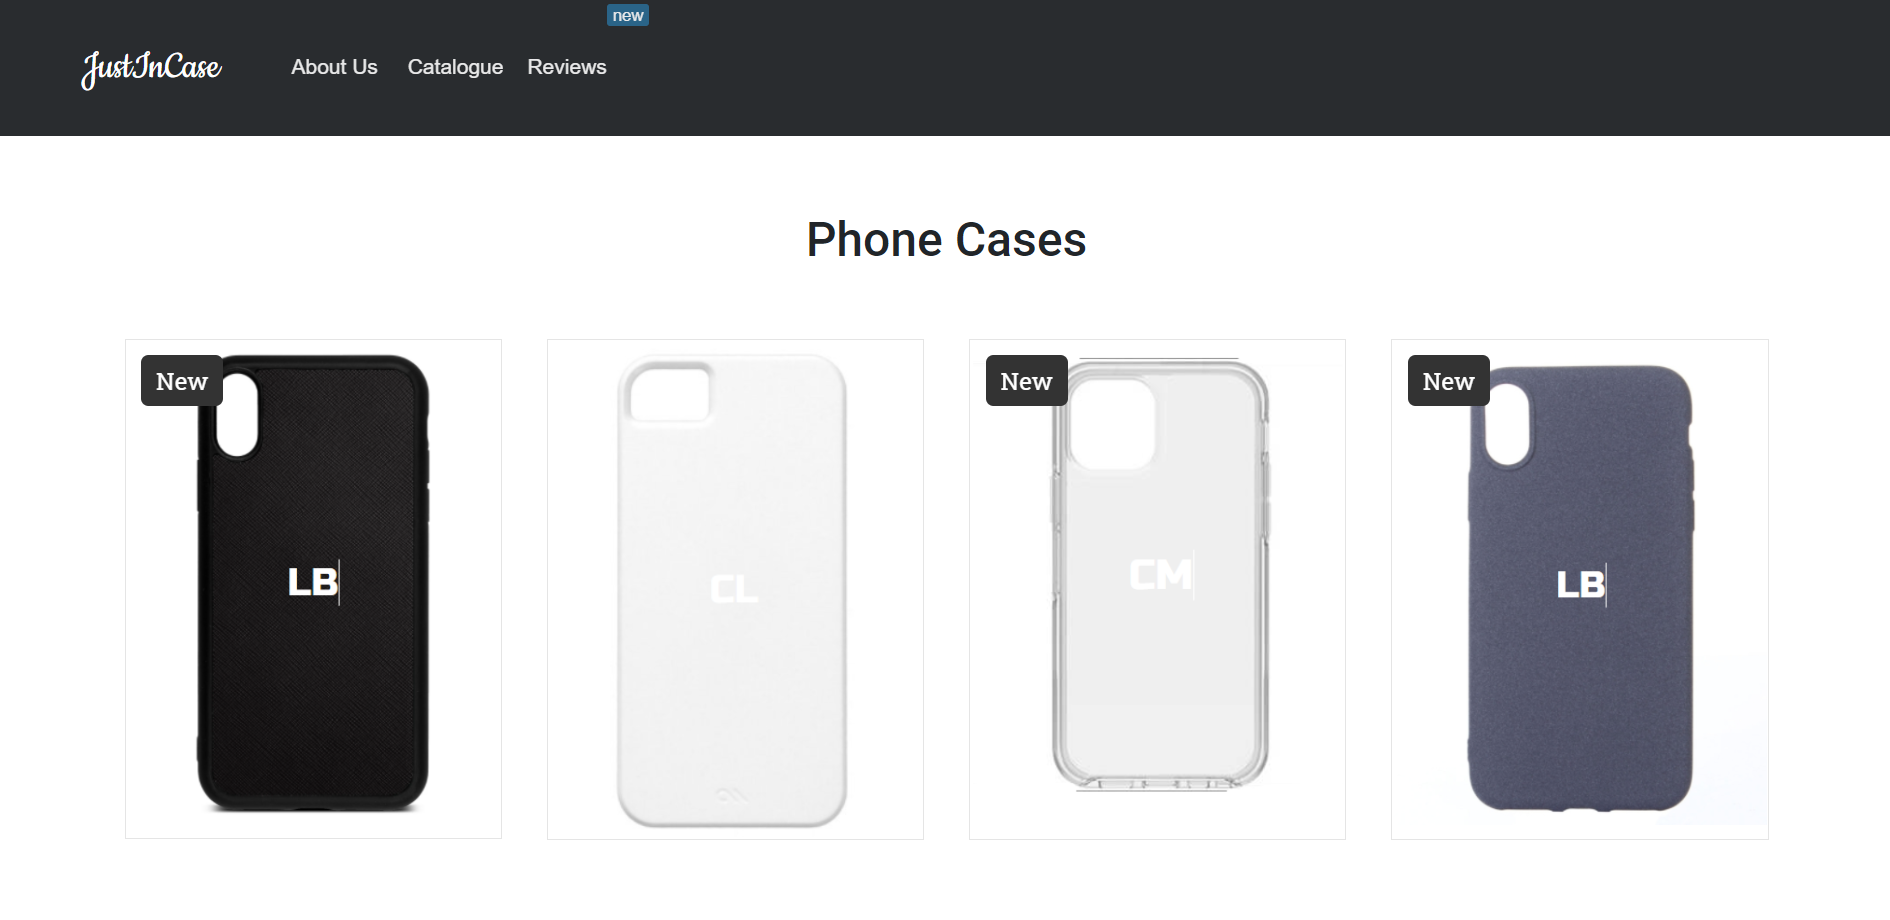 new
JustInCase
About Us
Catalogue
Reviews
Phone Cases
New
New
New
LB
CL
CM
LB